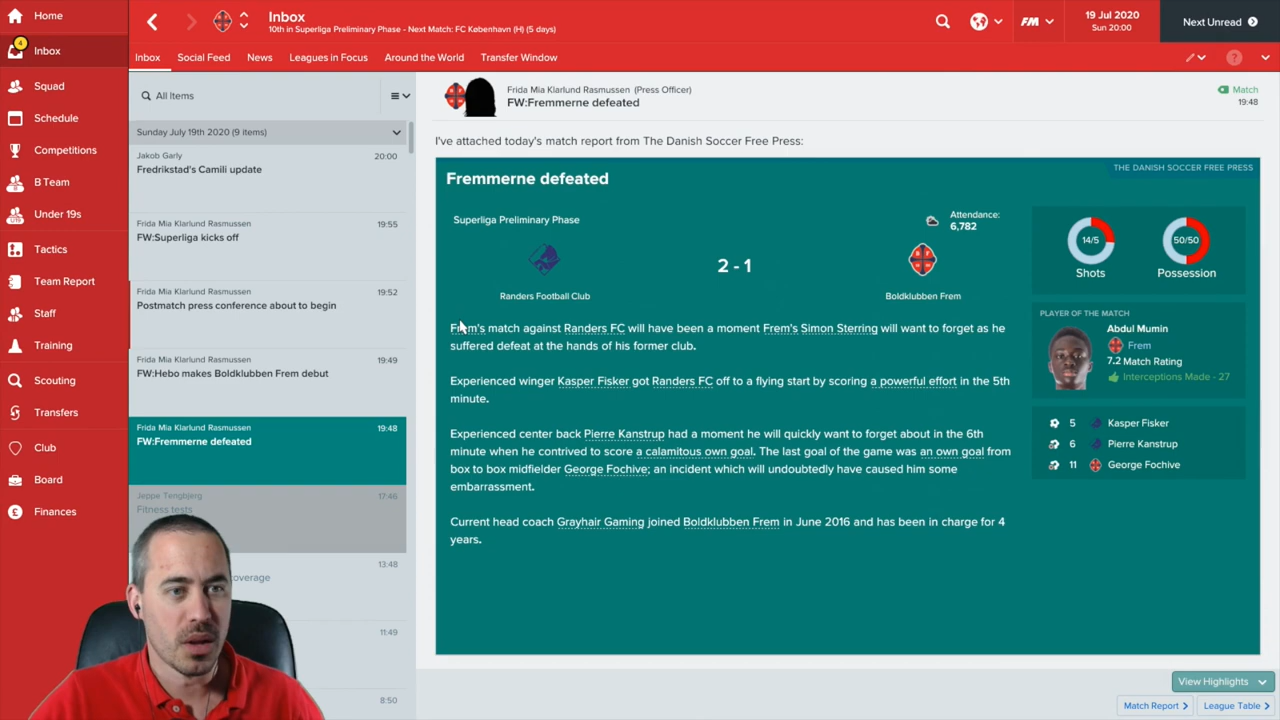 Home
4
Inbox
Squad
Schedule
Competitions
B Team
Under 19s
Tactics
Team Report
Staff
Training
Scouting
Transfers
Club
Board
Finances
Inbox
10th in Superliga Preliminary Phase - Next Match: FC København (H) (5 days)
FM
19 Jul 2020
Sun 20:00
Next Unread
Inbox
Social Feed
News
Leagues in Focus
Around the World
Transfer Window
All Items
Sunday July 19th 2020 (9 items)
Jakob Garly 20:00
Fredrikstad's Camili update
Frida Mia Klarlund Rasmussen 19:55
FW:Superliga kicks off
Frida Mia Klarlund Rasmussen 19:52
Postmatch press conference about to begin
Frida Mia Klarlund Rasmussen 19:49
FW:Hebo makes Boldklubben Frem debut
Frida Mia Klarlund Rasmussen 19:48
FW:Fremmerne defeated
Jeppe Tengbjerg 17:46
Fitness tests
13:48
coverage
11:49
8:50
Frida Mia Klarlund Rasmussen (Press Officer)
FW:Fremmerne defeated
Match
19:48
I've attached today's match report from The Danish Soccer Free Press:
THE DANISH SOCCER FREE PRESS
Fremmerne defeated
Superliga Preliminary Phase
Attendance:
6,782
2 - 1
Randers Football Club
Boldklubben Frem
Frem's match against Randers FC will have been a moment Frem's Simon Sterring will want to forget as he
suffered defeat at the hands of his former club.
Experienced winger Kasper Fisker got Randers FC off to a flying start by scoring a powerful effort in the 5th
minute.
Experienced center back Pierre Kanstrup had a moment he will quickly want to forget about in the 6th
minute when he contrived to score a calamitous own goal. The last goal of the game was an own goal from
box to box midfielder George Fochive; an incident which will undoubtedly have caused him some
embarrassment.
Current head coach Grayhair Gaming joined Boldklubben Frem in June 2016 and has been in charge for 4
years.
14/5
Shots
50/50
Possession
PLAYER OF THE MATCH
Abdul Mumin
Frem
7.2 Match Rating
Interceptions Made - 27
5 Kasper Fisker
6 Pierre Kanstrup
11 George Fochive
View Highlights
Match Report
League Table